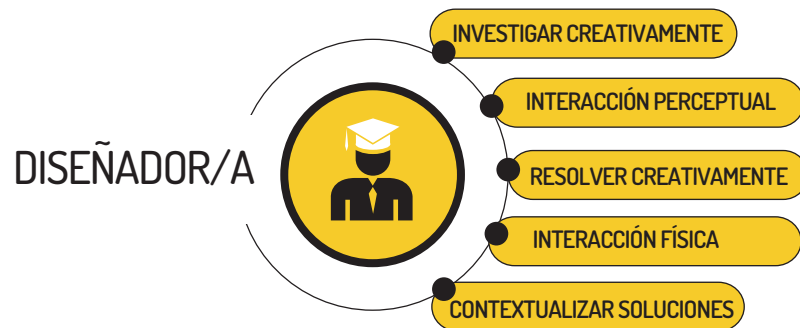 DISEÑADOR/A
INVESTIGAR CREATIVAMENTE
INTERACCIÓN PERCEPTUAL
RESOLVER CREATIVAMENTE
INTERACCIÓN FÍSICA
CONTEXTUALIZAR SOLUCIONES